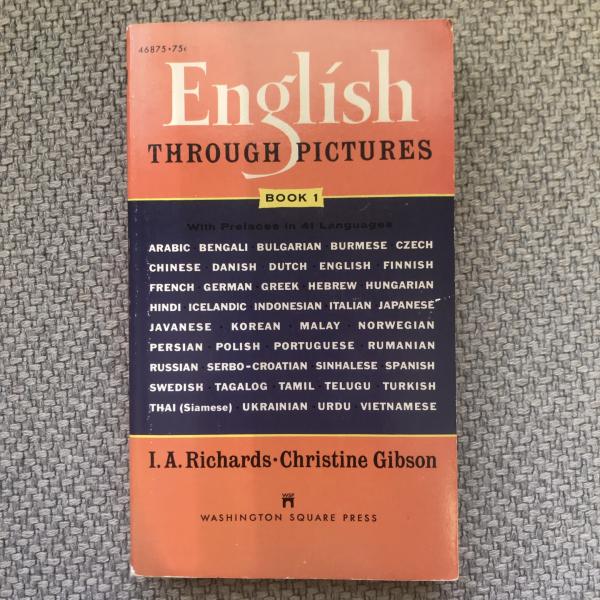 46875·75¢
English
THROUGH PICTURES
BOOK 1
With Prefaces in 41 Languages
ARABIC · BENGALI · BULGARIAN · BURMESE · CZECH
CHINESE · DANISH · DUTCH · ENGLISH · FINNISH
FRENCH · GERMAN · GREEK · HEBREW · HUNGARIAN
HINDI · ICELANDIC · INDONESIAN · ITALIAN · JAPANESE
JAVANESE · KOREAN · MALAY · NORWEGIAN
PERSIAN · POLISH · PORTUGUESE · RUMANIAN
RUSSIAN · SERBO-CROATIAN · SINHALESE · SPANISH
SWEDISH · TAGALOG · TAMIL · TELUGU · TURKISH
THAI (Siamese) · UKRAINIAN · URDU · VIETNAMESE
I. A. Richards · Christine Gibson
WSP
WASHINGTON SQUARE PRESS